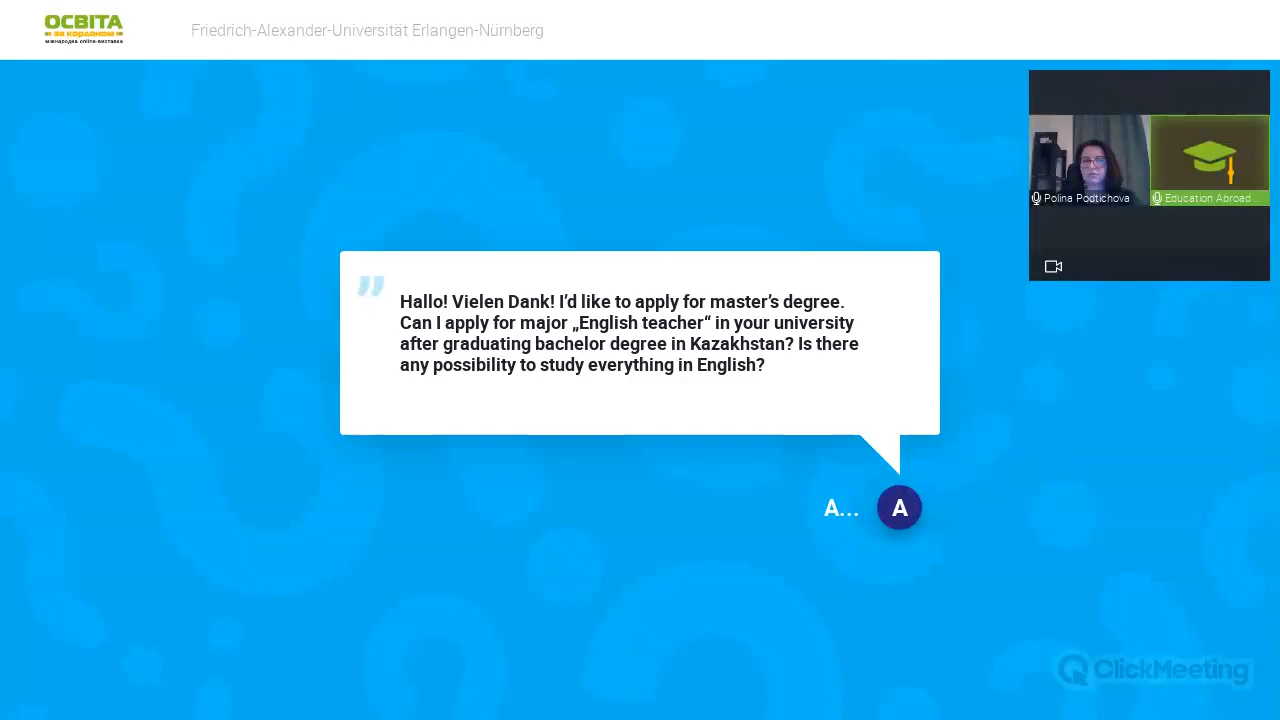 ОСВІТА
ЗА КОРДОНОМ
міжнародна online-виставка
Friedrich-Alexander-Universität Erlangen-Nürnberg
Polina Podtichova
Education Abroad ...
Hallo! Vielen Dank! I’d like to apply for master’s degree.
Can I apply for major „English teacher“ in your university
after graduating bachelor degree in Kazakhstan? Is there
any possibility to study everything in English?
A...
A
ClickMeeting